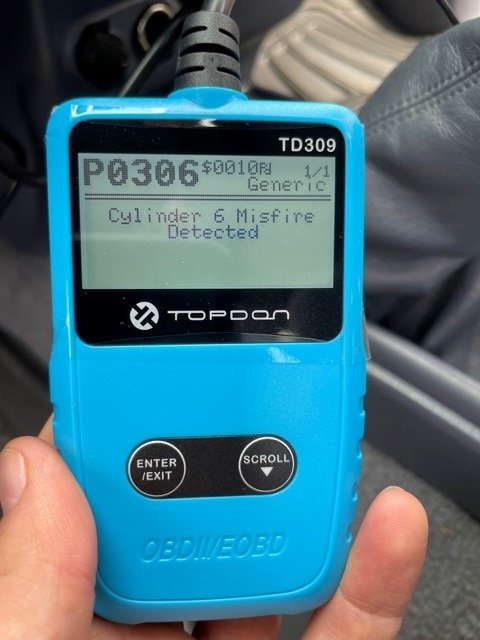 TD309
P0306 $0010 1/1
Generic
Cylinder 6 Misfire
Detected
TOPDON
ENTER
/EXIT
SCROLL
OBDII/EOBD